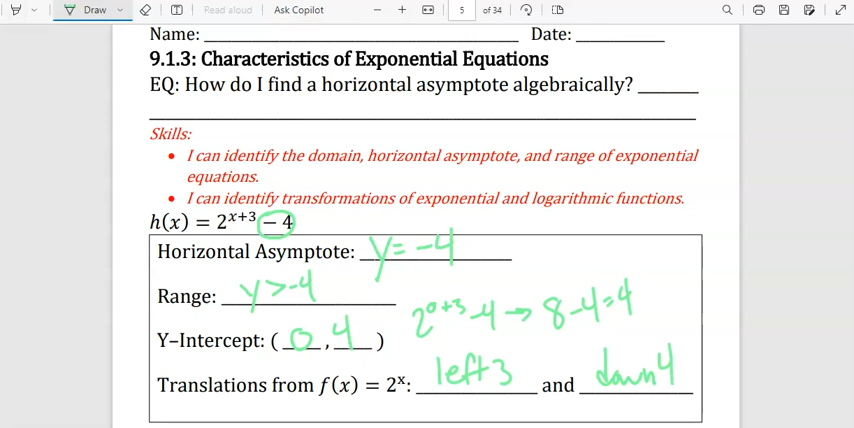 Draw Read aloud Ask Copilot 5 of 34
Name: ________________ Date: ________
9.1.3: Characteristics of Exponential Equations
EQ: How do I find a horizontal asymptote algebraically? ______
Skills:
• I can identify the domain, horizontal asymptote, and range of exponential
equations.
• I can identify transformations of exponential and logarithmic functions.
h(x) = 2^{x+3} − 4
Horizontal Asymptote: y = -4
Range: y > -4
2^{0+3} -4 → 8-4=4
Y–Intercept: ( 0 , 4 )
Translations from f(x) = 2^x: left 3 and down 4